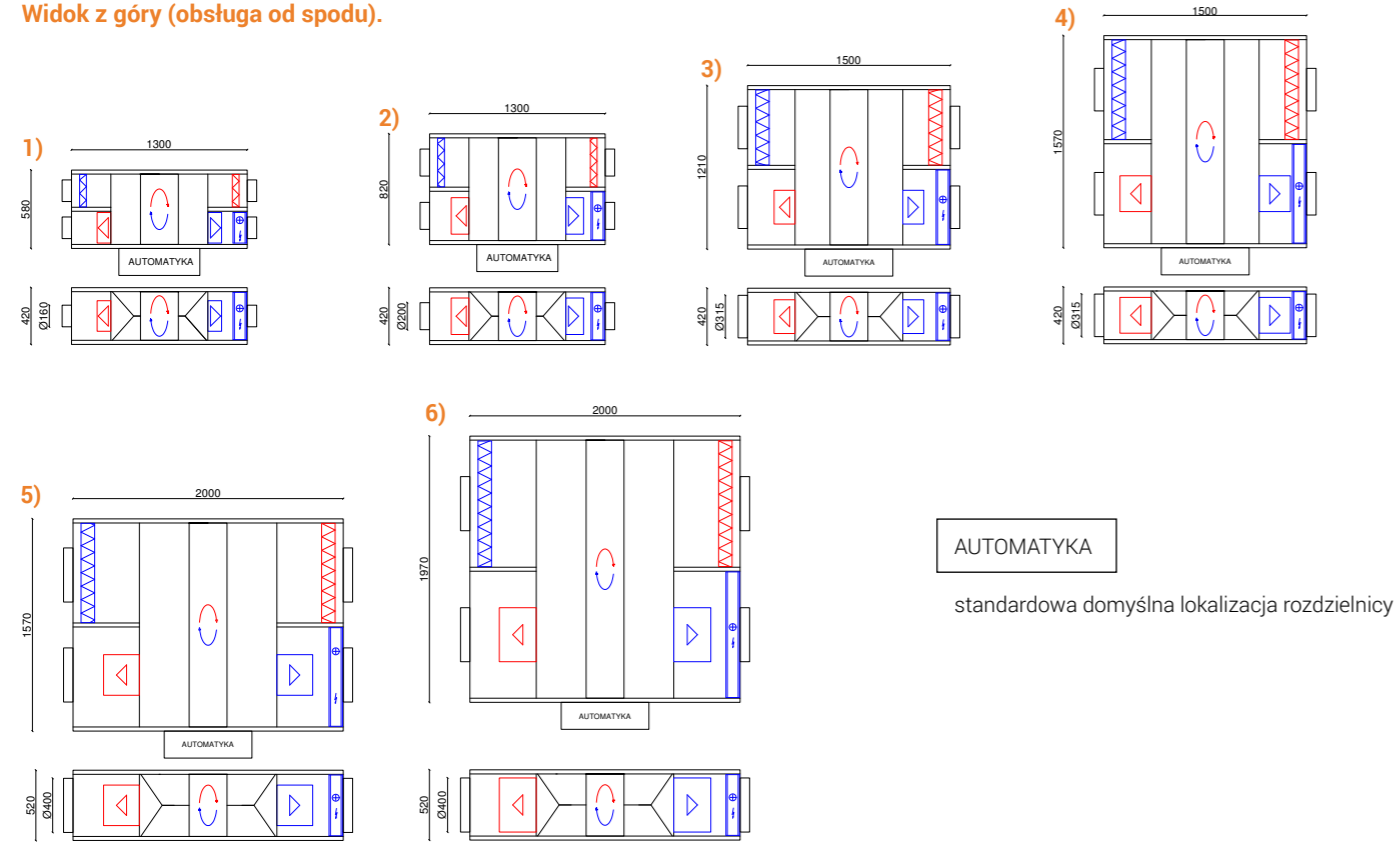 Widok z góry (obsługa od spodu).
1)
1300
580
AUTOMATYKA
420
Ø160
2)
1300
820
AUTOMATYKA
420
Ø200
3)
1500
1210
AUTOMATYKA
420
Ø315
4)
1500
1570
AUTOMATYKA
420
Ø315
5)
2000
1570
AUTOMATYKA
520
Ø400
6)
2000
1970
AUTOMATYKA
520
Ø400
AUTOMATYKA
standardowa domyślna lokalizacja rozdzielnicy